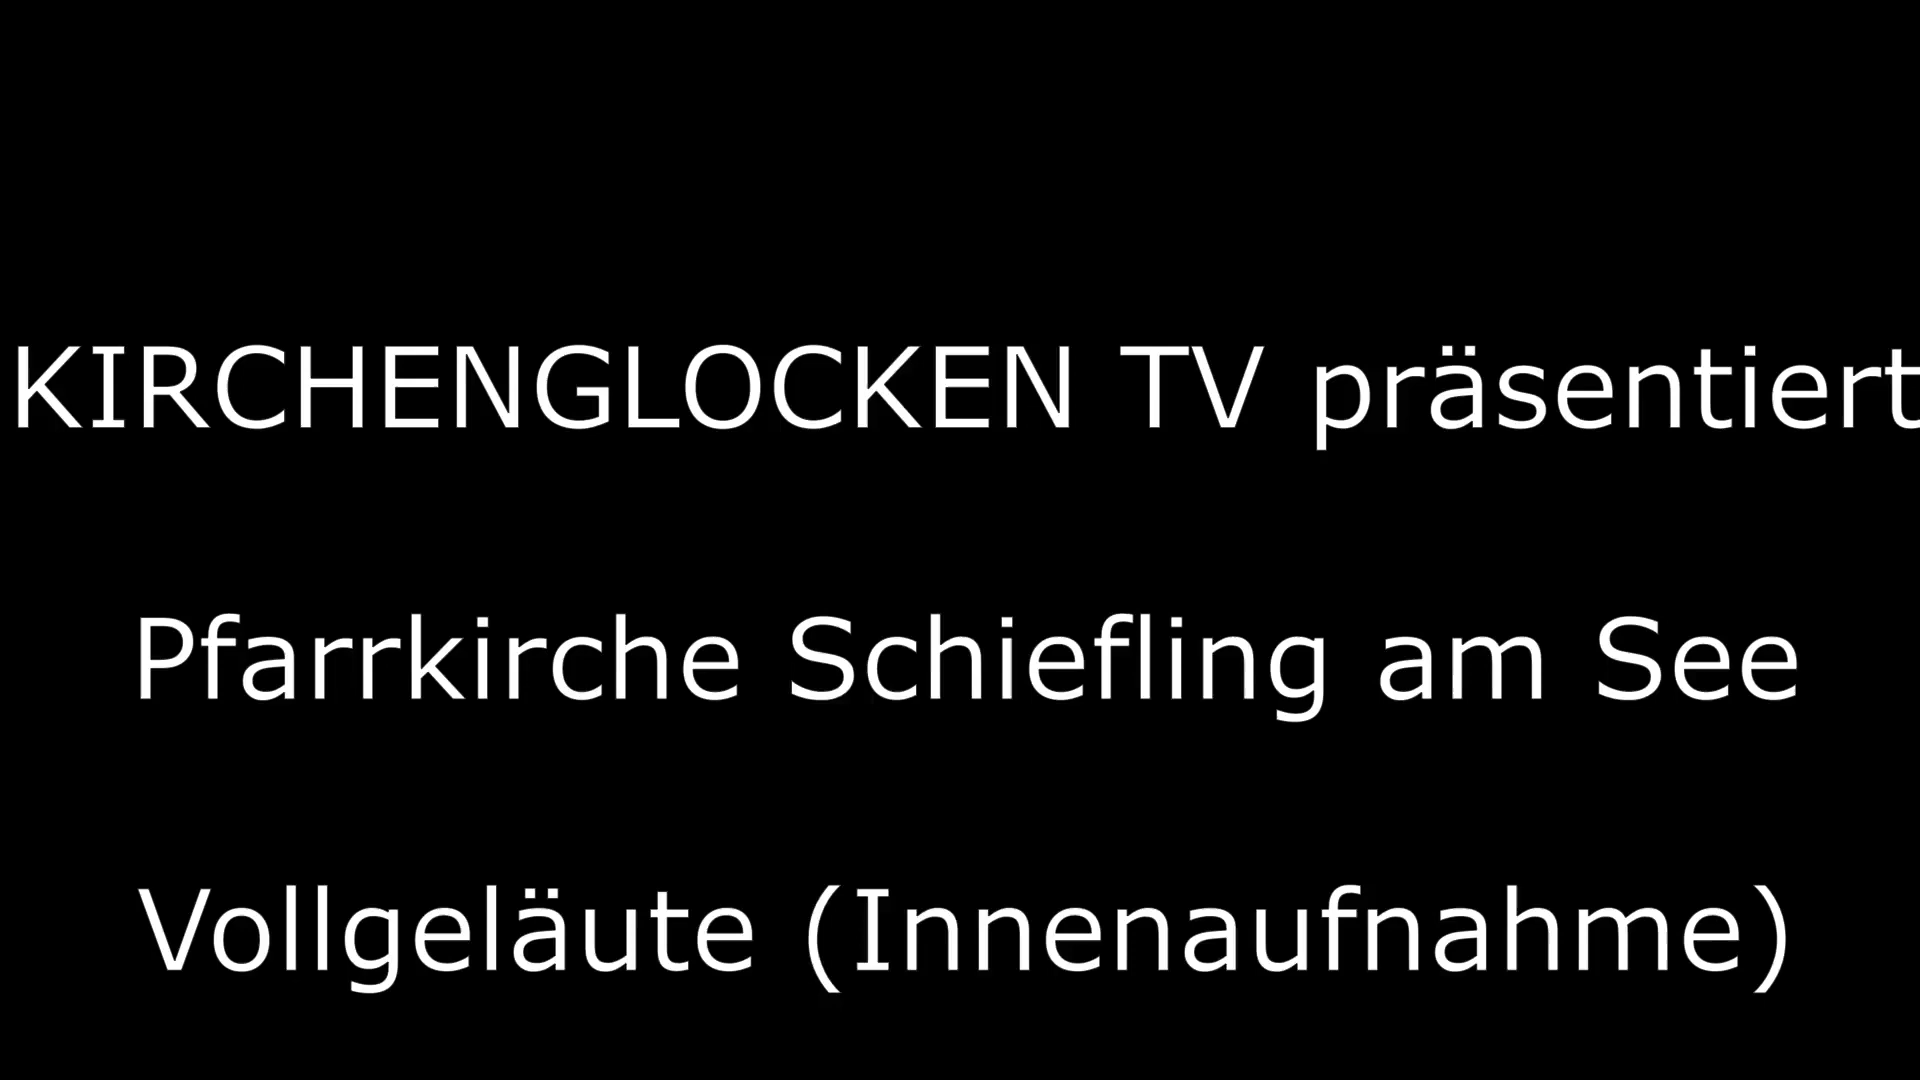 KIRCHENGLOCKEN TV präsentiert
Pfarrkirche Schiefling am See
Vollgeläute (Innenaufnahme)